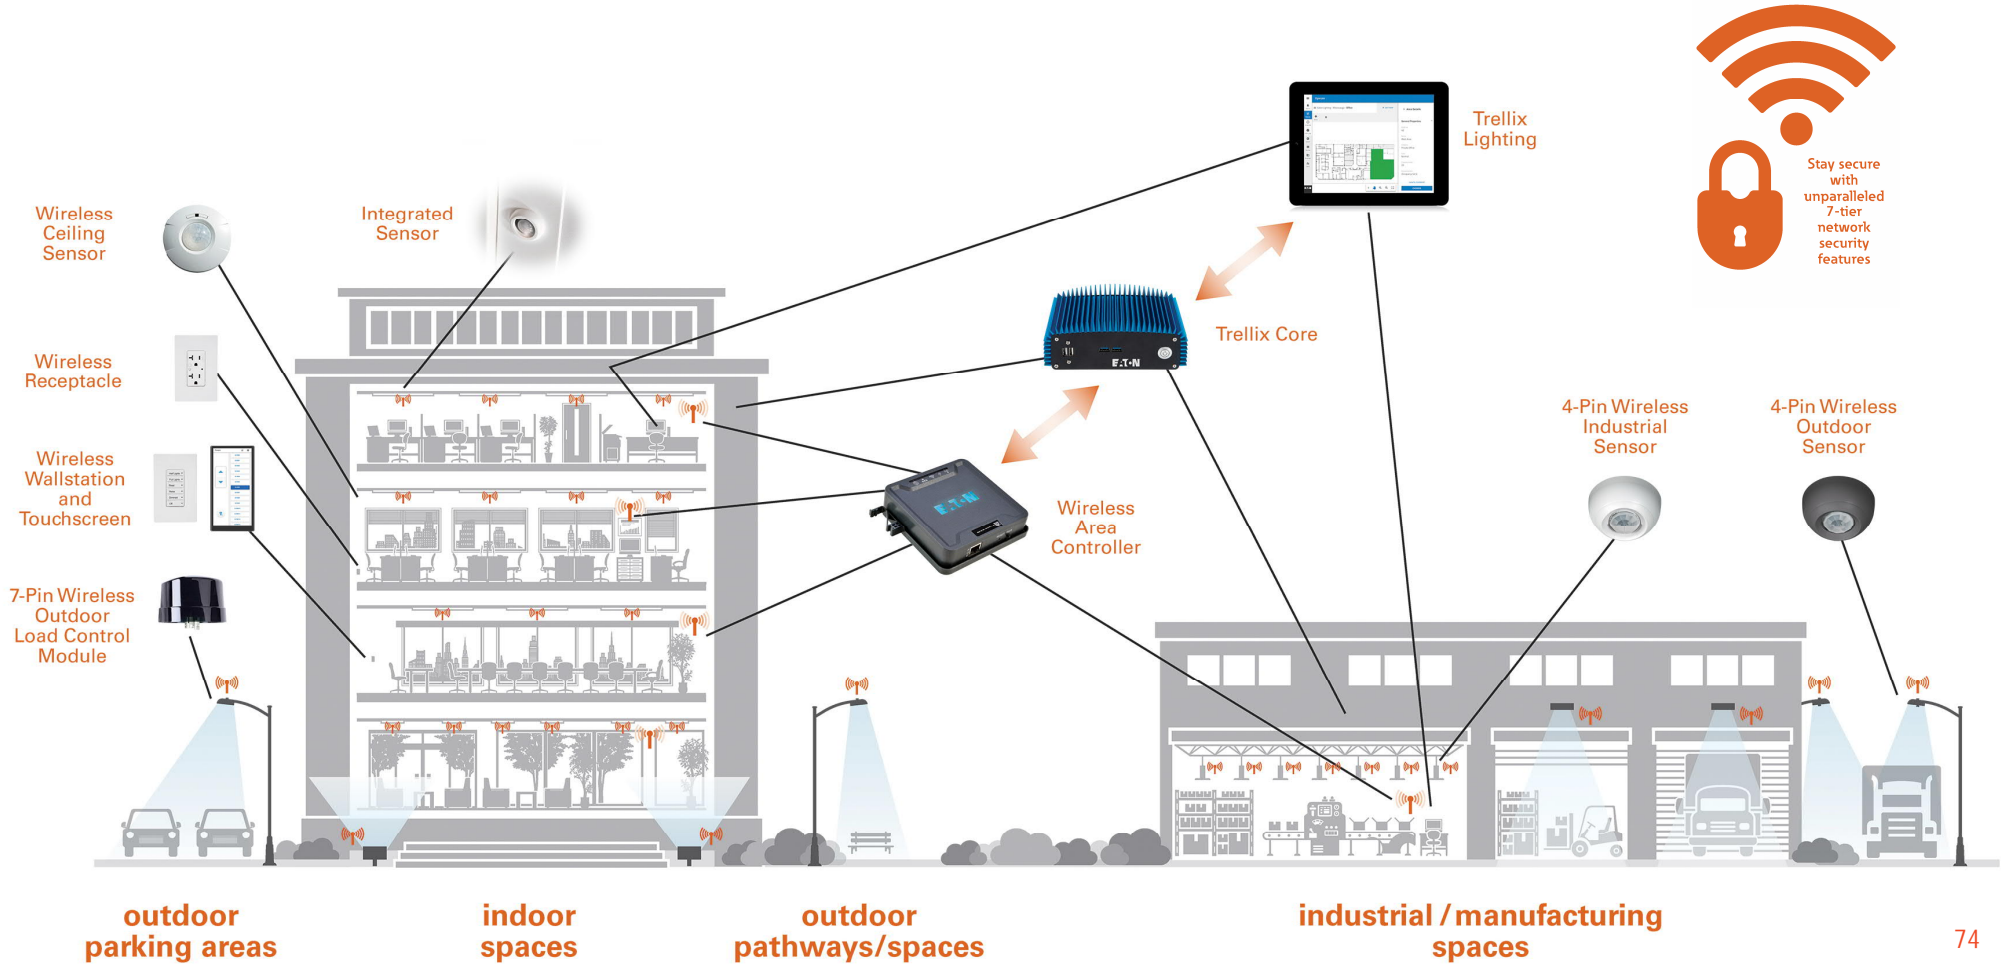 Trellix
Lighting
Stay secure
with
unparalleled
7-tier
network
security
features
Wireless
Ceiling
Sensor
Integrated
Sensor
Trellix Core
EATON
Wireless
Receptacle
4-Pin Wireless
Industrial
Sensor
4-Pin Wireless
Outdoor
Sensor
Wireless
Wallstation
and
Touchscreen
EATON
Wireless
Area
Controller
7-Pin Wireless
Outdoor
Load Control
Module
outdoor
parking areas
indoor
spaces
outdoor
pathways/spaces
industrial / manufacturing
spaces
74